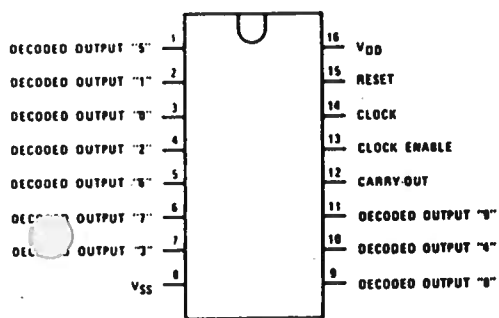 DECODED OUTPUT "5" 1
DECODED OUTPUT "1" 2
DECODED OUTPUT "0" 3
DECODED OUTPUT "2" 4
DECODED OUTPUT "6" 5
OUTPUT "7" 6
OUTPUT "3" 7
VSS 8
16 VDD
15 RESET
14 CLOCK
13 CLOCK ENABLE
12 CARRY-OUT
11 DECODED OUTPUT "9"
10 DECODED OUTPUT "4"
9 DECODED OUTPUT "8"